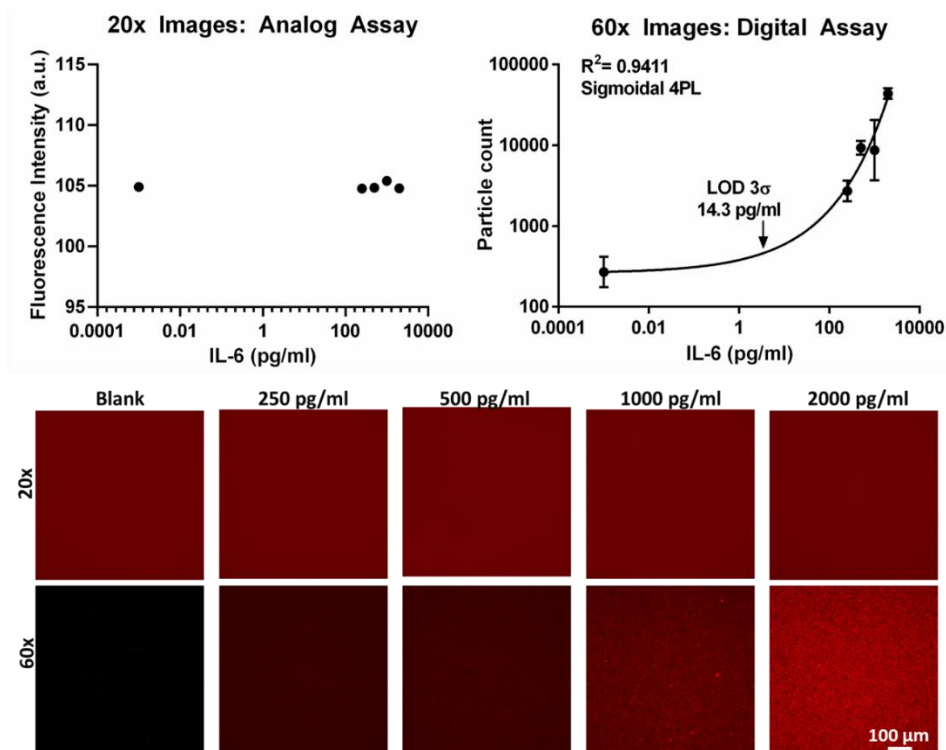 20x Images: Analog Assay
115
110
105
100
95
Fluorescence Intensity (a.u.)
0.0001 0.01 1 100 10000
IL-6 (pg/ml)
60x Images: Digital Assay
R²= 0.9411
Sigmoidal 4PL
100000
10000
1000
100
Particle count
LOD 3σ
14.3 pg/ml
0.0001 0.01 1 100 10000
IL-6 (pg/ml)
Blank 250 pg/ml 500 pg/ml 1000 pg/ml 2000 pg/ml
20x
60x
100 µm